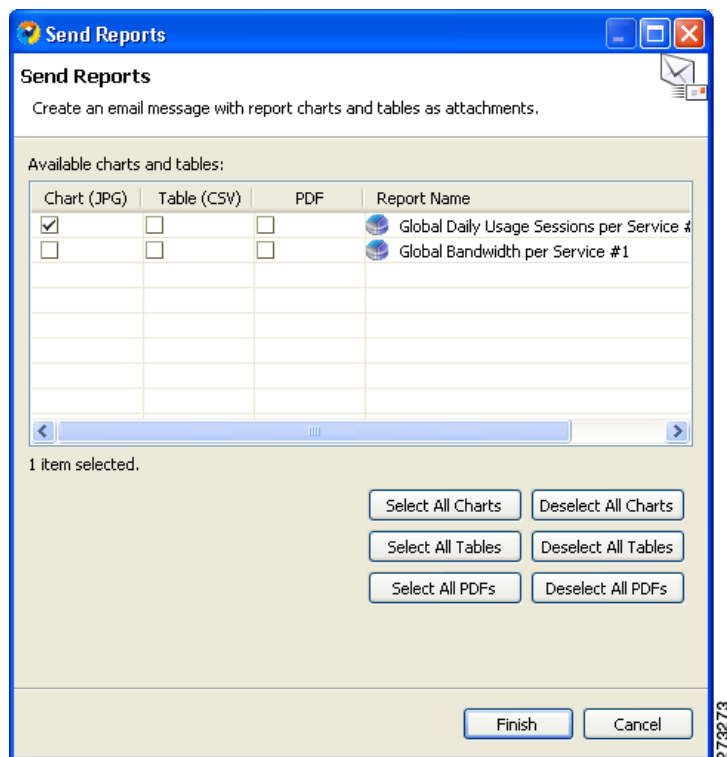 Send Reports
Send Reports
Create an email message with report charts and tables as attachments.
Available charts and tables:
Chart (JPG) Table (CSV) PDF Report Name
Global Daily Usage Sessions per Service #
Global Bandwidth per Service #1
1 item selected.
Select All Charts Deselect All Charts
Select All Tables Deselect All Tables
Select All PDFs Deselect All PDFs
Finish Cancel
273273